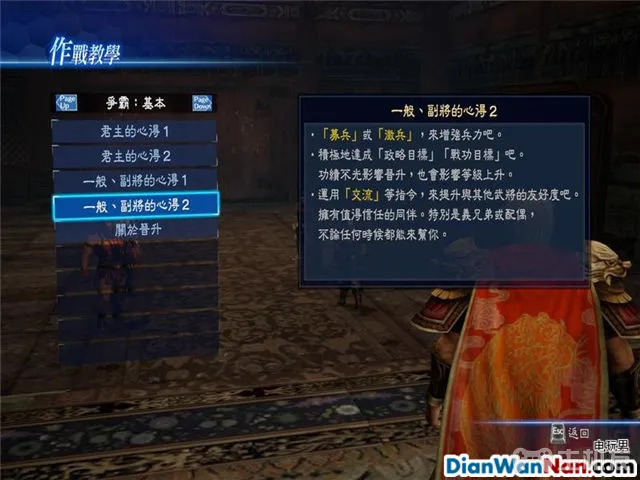 作戰教學
Page Up
爭霸：基本
Page Down
君主的心得1
君主的心得2
一般、副將的心得1
一般、副將的心得2
關於晉升
一般、副將的心得2
・「募兵」或「徵兵」，來增強兵力吧。
・積極地達成「政略目標」「戰功目標」吧。
功績不光影響晉升，也會影響等級上升。
・運用「交流」等指令，來提升與其他武將的友好度吧。
擁有值得信任的同伴。特別是義兄弟或配偶，
不論任何時候都能來幫你。
Esc 返回
电玩男
DianWanNan.com